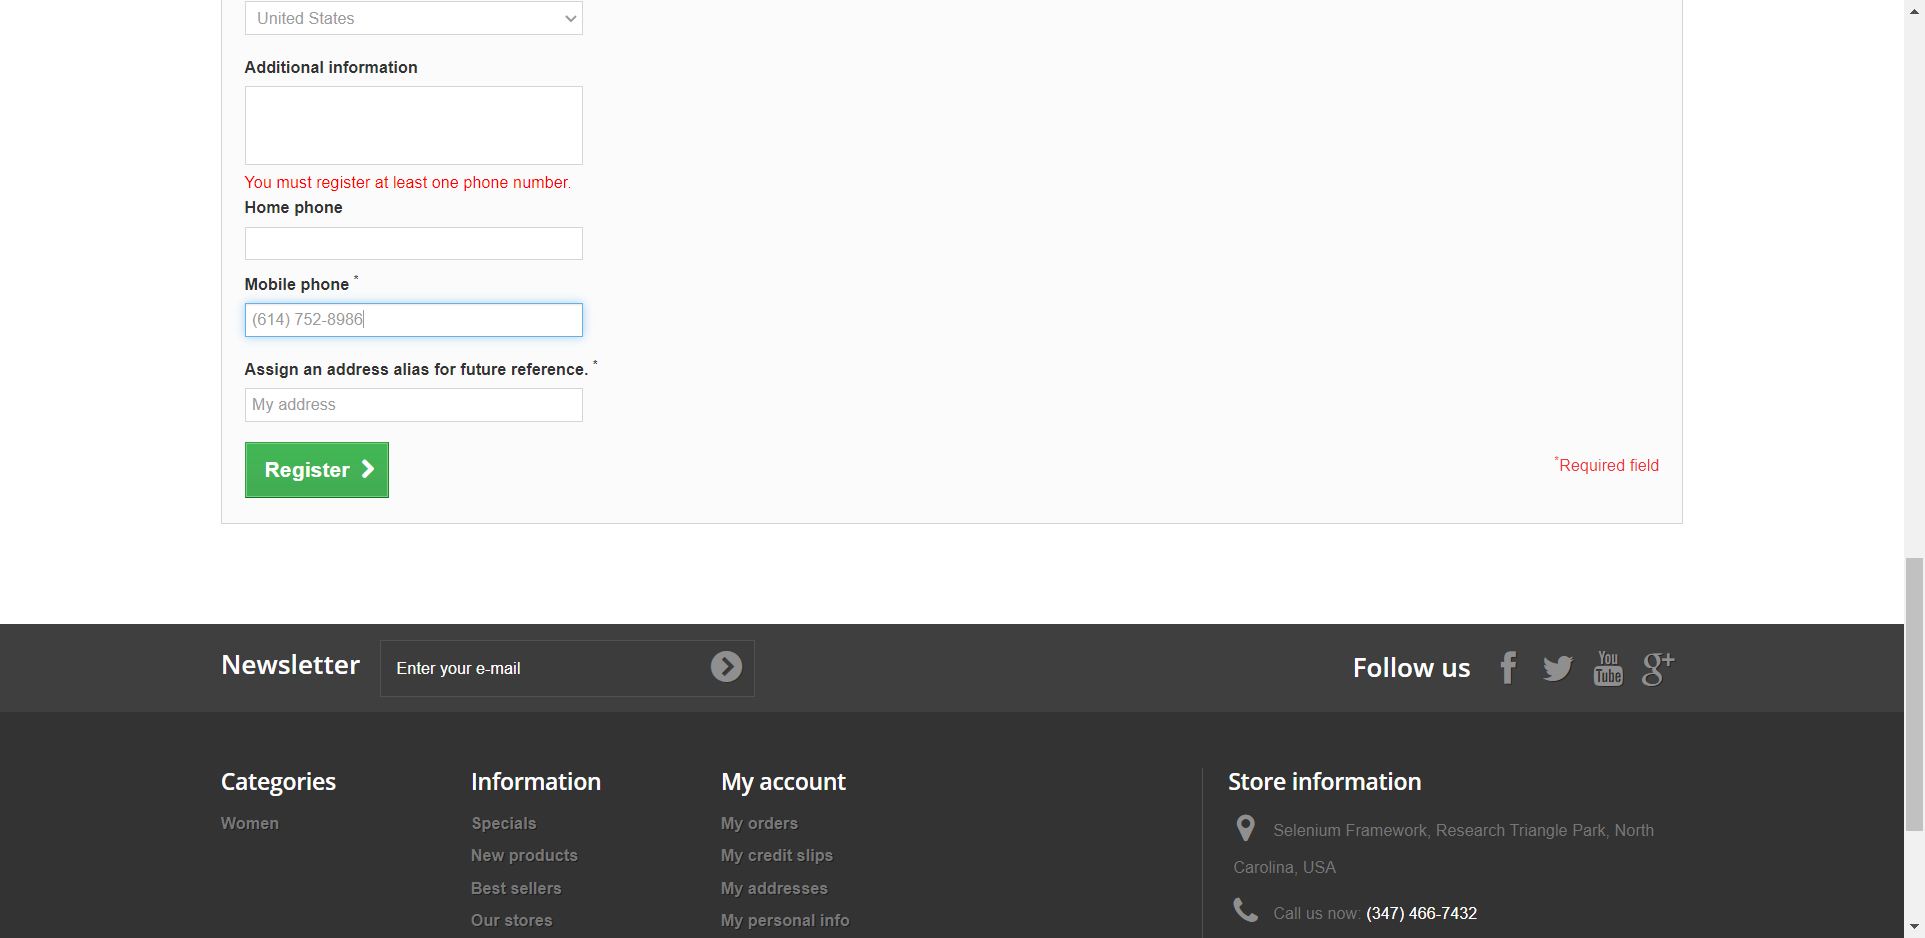 United States
Additional information
You must register at least one phone number.
Home phone
Mobile phone *
(614) 752-8986
Assign an address alias for future reference. *
My address
Register
*Required field
Newsletter
Enter your e-mail
Follow us
You
Tube
g+
Categories
Women
Information
Specials
New products
Best sellers
Our stores
My account
My orders
My credit slips
My addresses
My personal info
Store information
Selenium Framework, Research Triangle Park, North
Carolina, USA
Call us now: (347) 466-7432